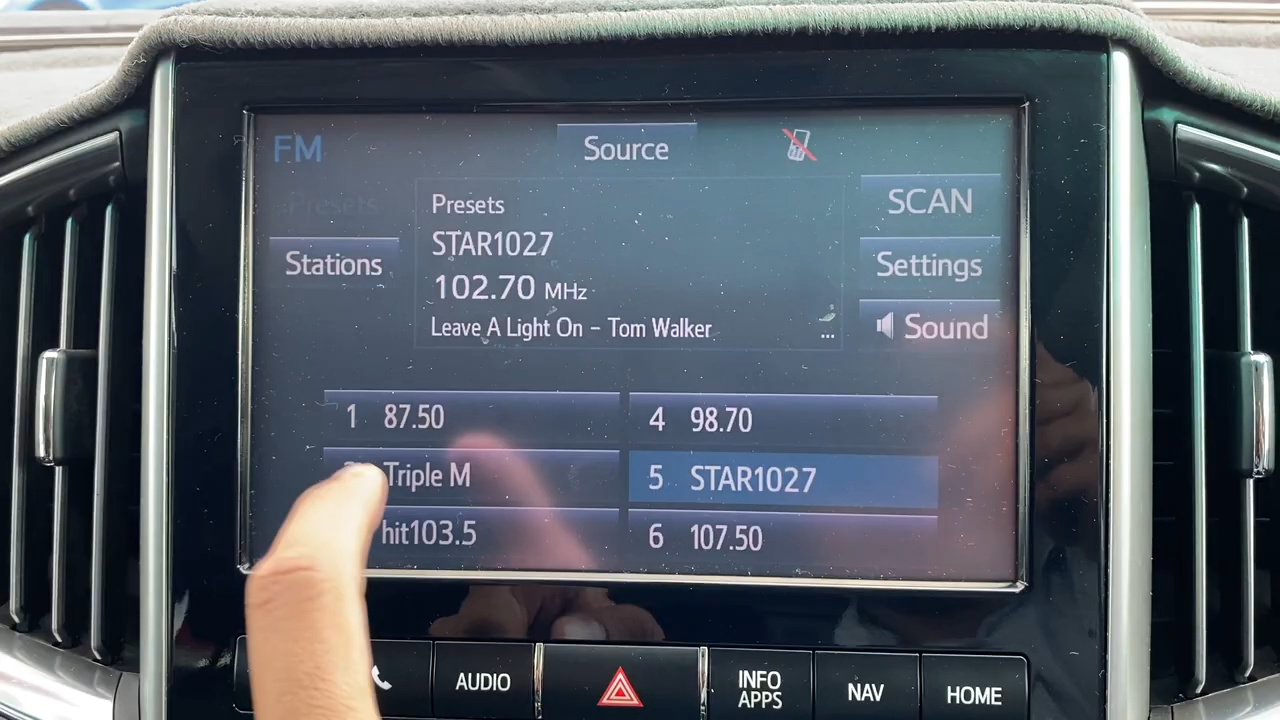 FM
Source
Presets
Presets
SCAN
STAR1027
Stations
Settings
102.70 MHz
Leave A Light On - Tom Walker
...
Sound
1 87.50
4 98.70
Triple M
5 STAR1027
hit103.5
6 107.50
AUDIO
INFO
APPS
NAV
HOME